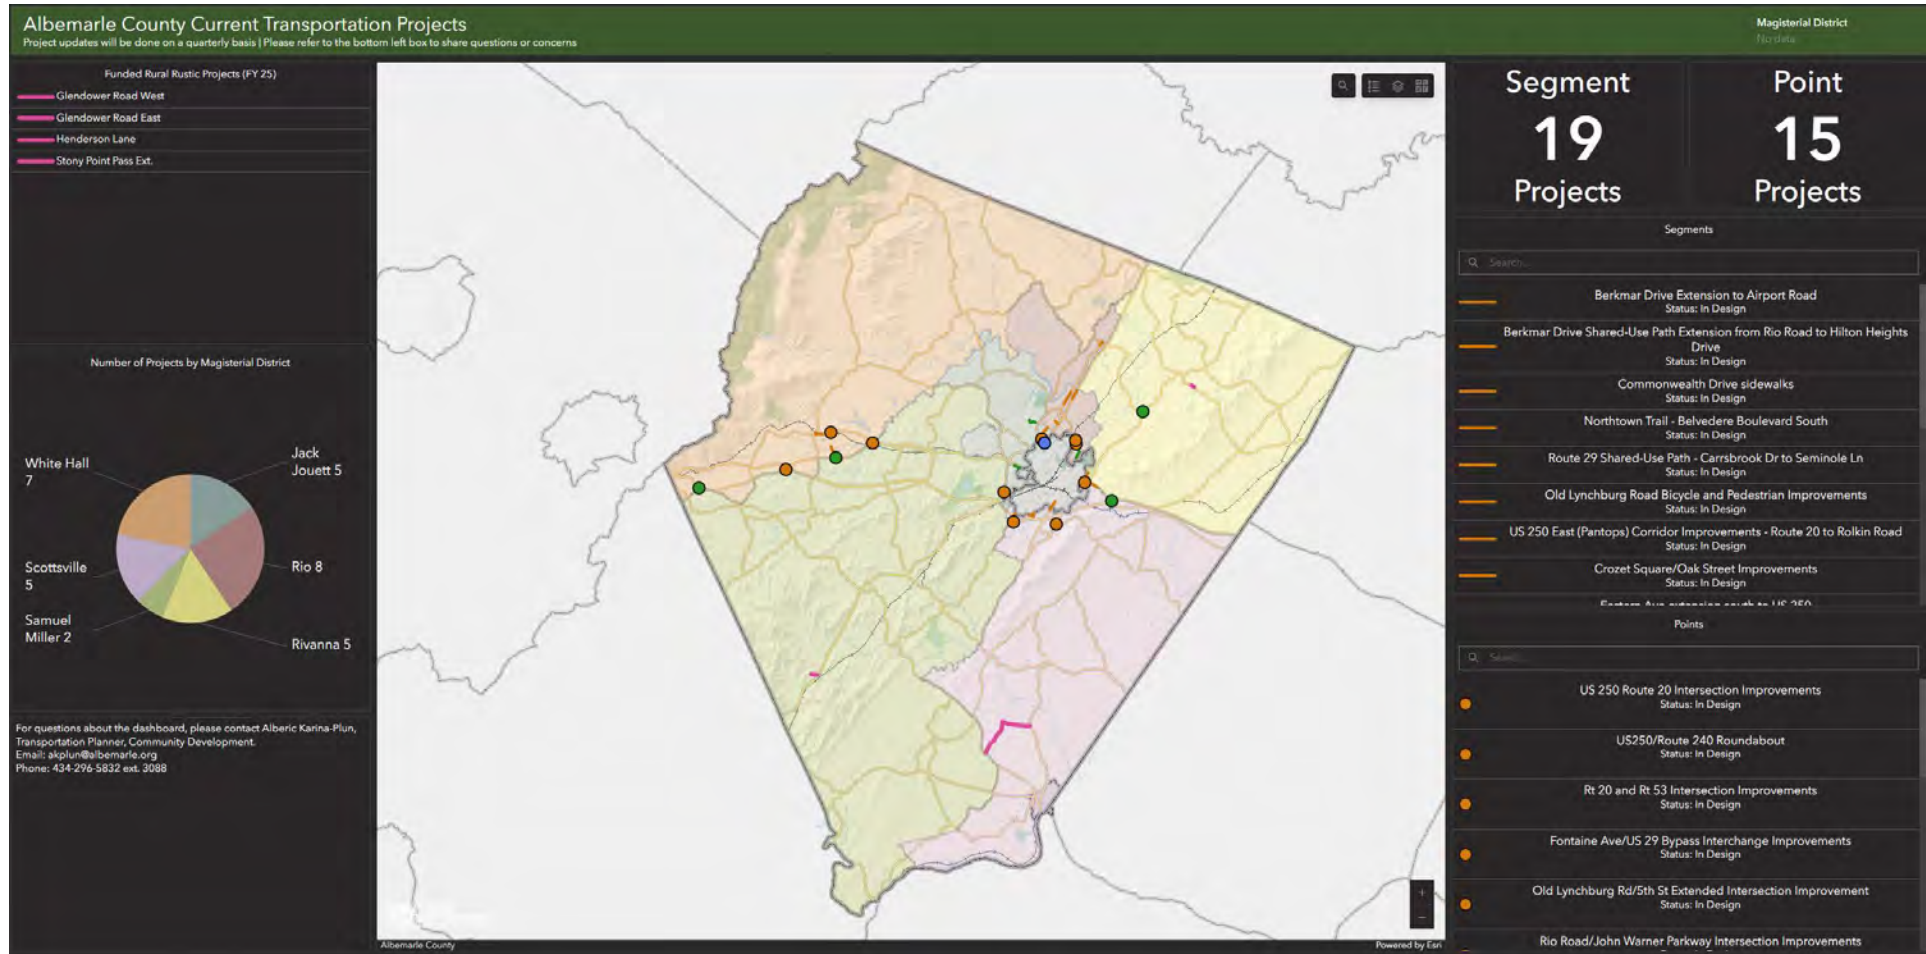 Albemarle County Current Transportation Projects
Project updates will be done on a quarterly basis | Please refer to the bottom left box to share questions or concerns
Magisterial District
No data
Funded Rural Rustic Projects (FY 25)
Glendower Road West
Glendower Road East
Henderson Lane
Stony Point Pass Ext.
Number of Projects by Magisterial District
White Hall
7
Jack
Jouett 5
Scottsville
5
Rio 8
Samuel
Miller 2
Rivanna 5
For questions about the dashboard, please contact Alberic Karina-Plun,
Transportation Planner, Community Development.
Email: akplun@albemarle.org
Phone: 434-296-5832 ext. 3088
Albemarle County
Powered by Esri
Segment
19
Projects
Point
15
Projects
Segments
Search...
Berkmar Drive Extension to Airport Road
Status: In Design
Berkmar Drive Shared-Use Path Extension from Rio Road to Hilton Heights
Drive
Status: In Design
Commonwealth Drive sidewalks
Status: In Design
Northtown Trail - Belvedere Boulevard South
Status: In Design
Route 29 Shared-Use Path - Carrsbrook Dr to Seminole Ln
Status: In Design
Old Lynchburg Road Bicycle and Pedestrian Improvements
Status: In Design
US 250 East (Pantops) Corridor Improvements - Route 20 to Rolkin Road
Status: In Design
Crozet Square/Oak Street Improvements
Status: In Design
Eastern Ave extension south to US 250
Points
Search...
US 250 Route 20 Intersection Improvements
Status: In Design
US250/Route 240 Roundabout
Status: In Design
Rt 20 and Rt 53 Intersection Improvements
Status: In Design
Fontaine Ave/US 29 Bypass Interchange Improvements
Status: In Design
Old Lynchburg Rd/5th St Extended Intersection Improvement
Status: In Design
Rio Road/John Warner Parkway Intersection Improvements